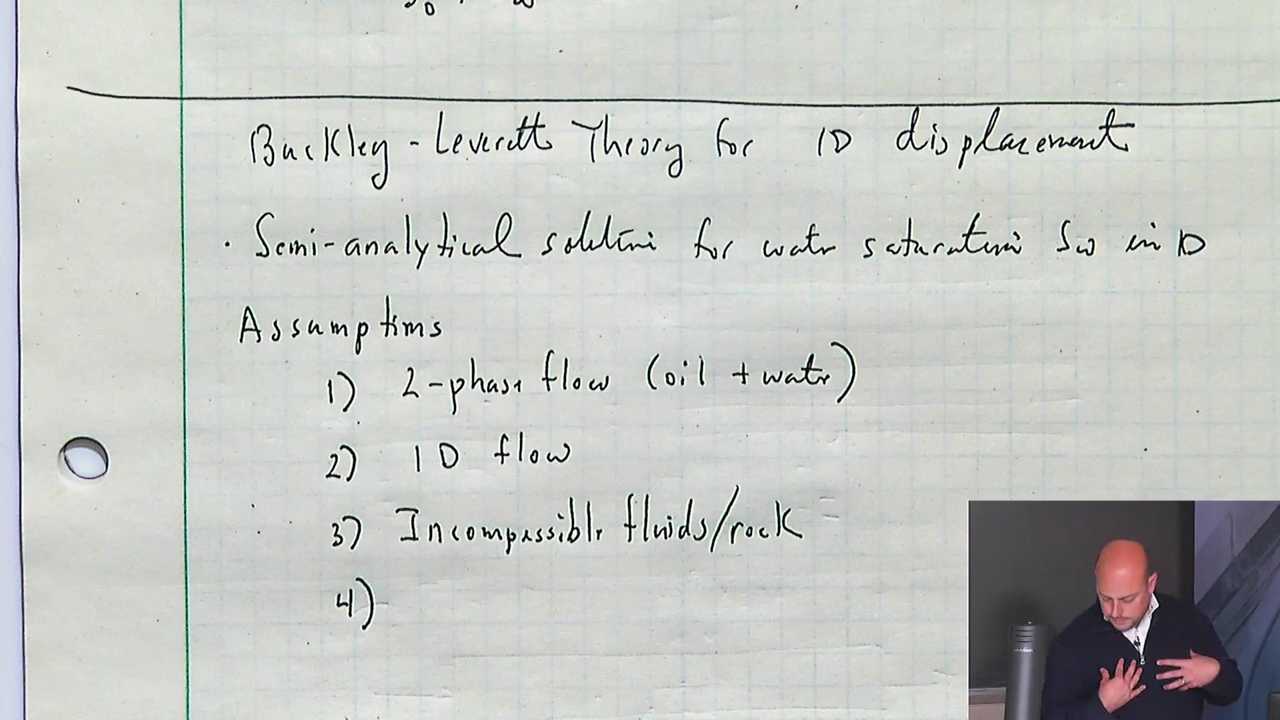 Buckley-Leverett Theory for 1D displacement
· Semi-analytical solution for water saturation Sw in 1D
Assumptions
1) 2-phase flow (oil + water)
2) 1D flow
3) Incompressible fluids/rock
4)